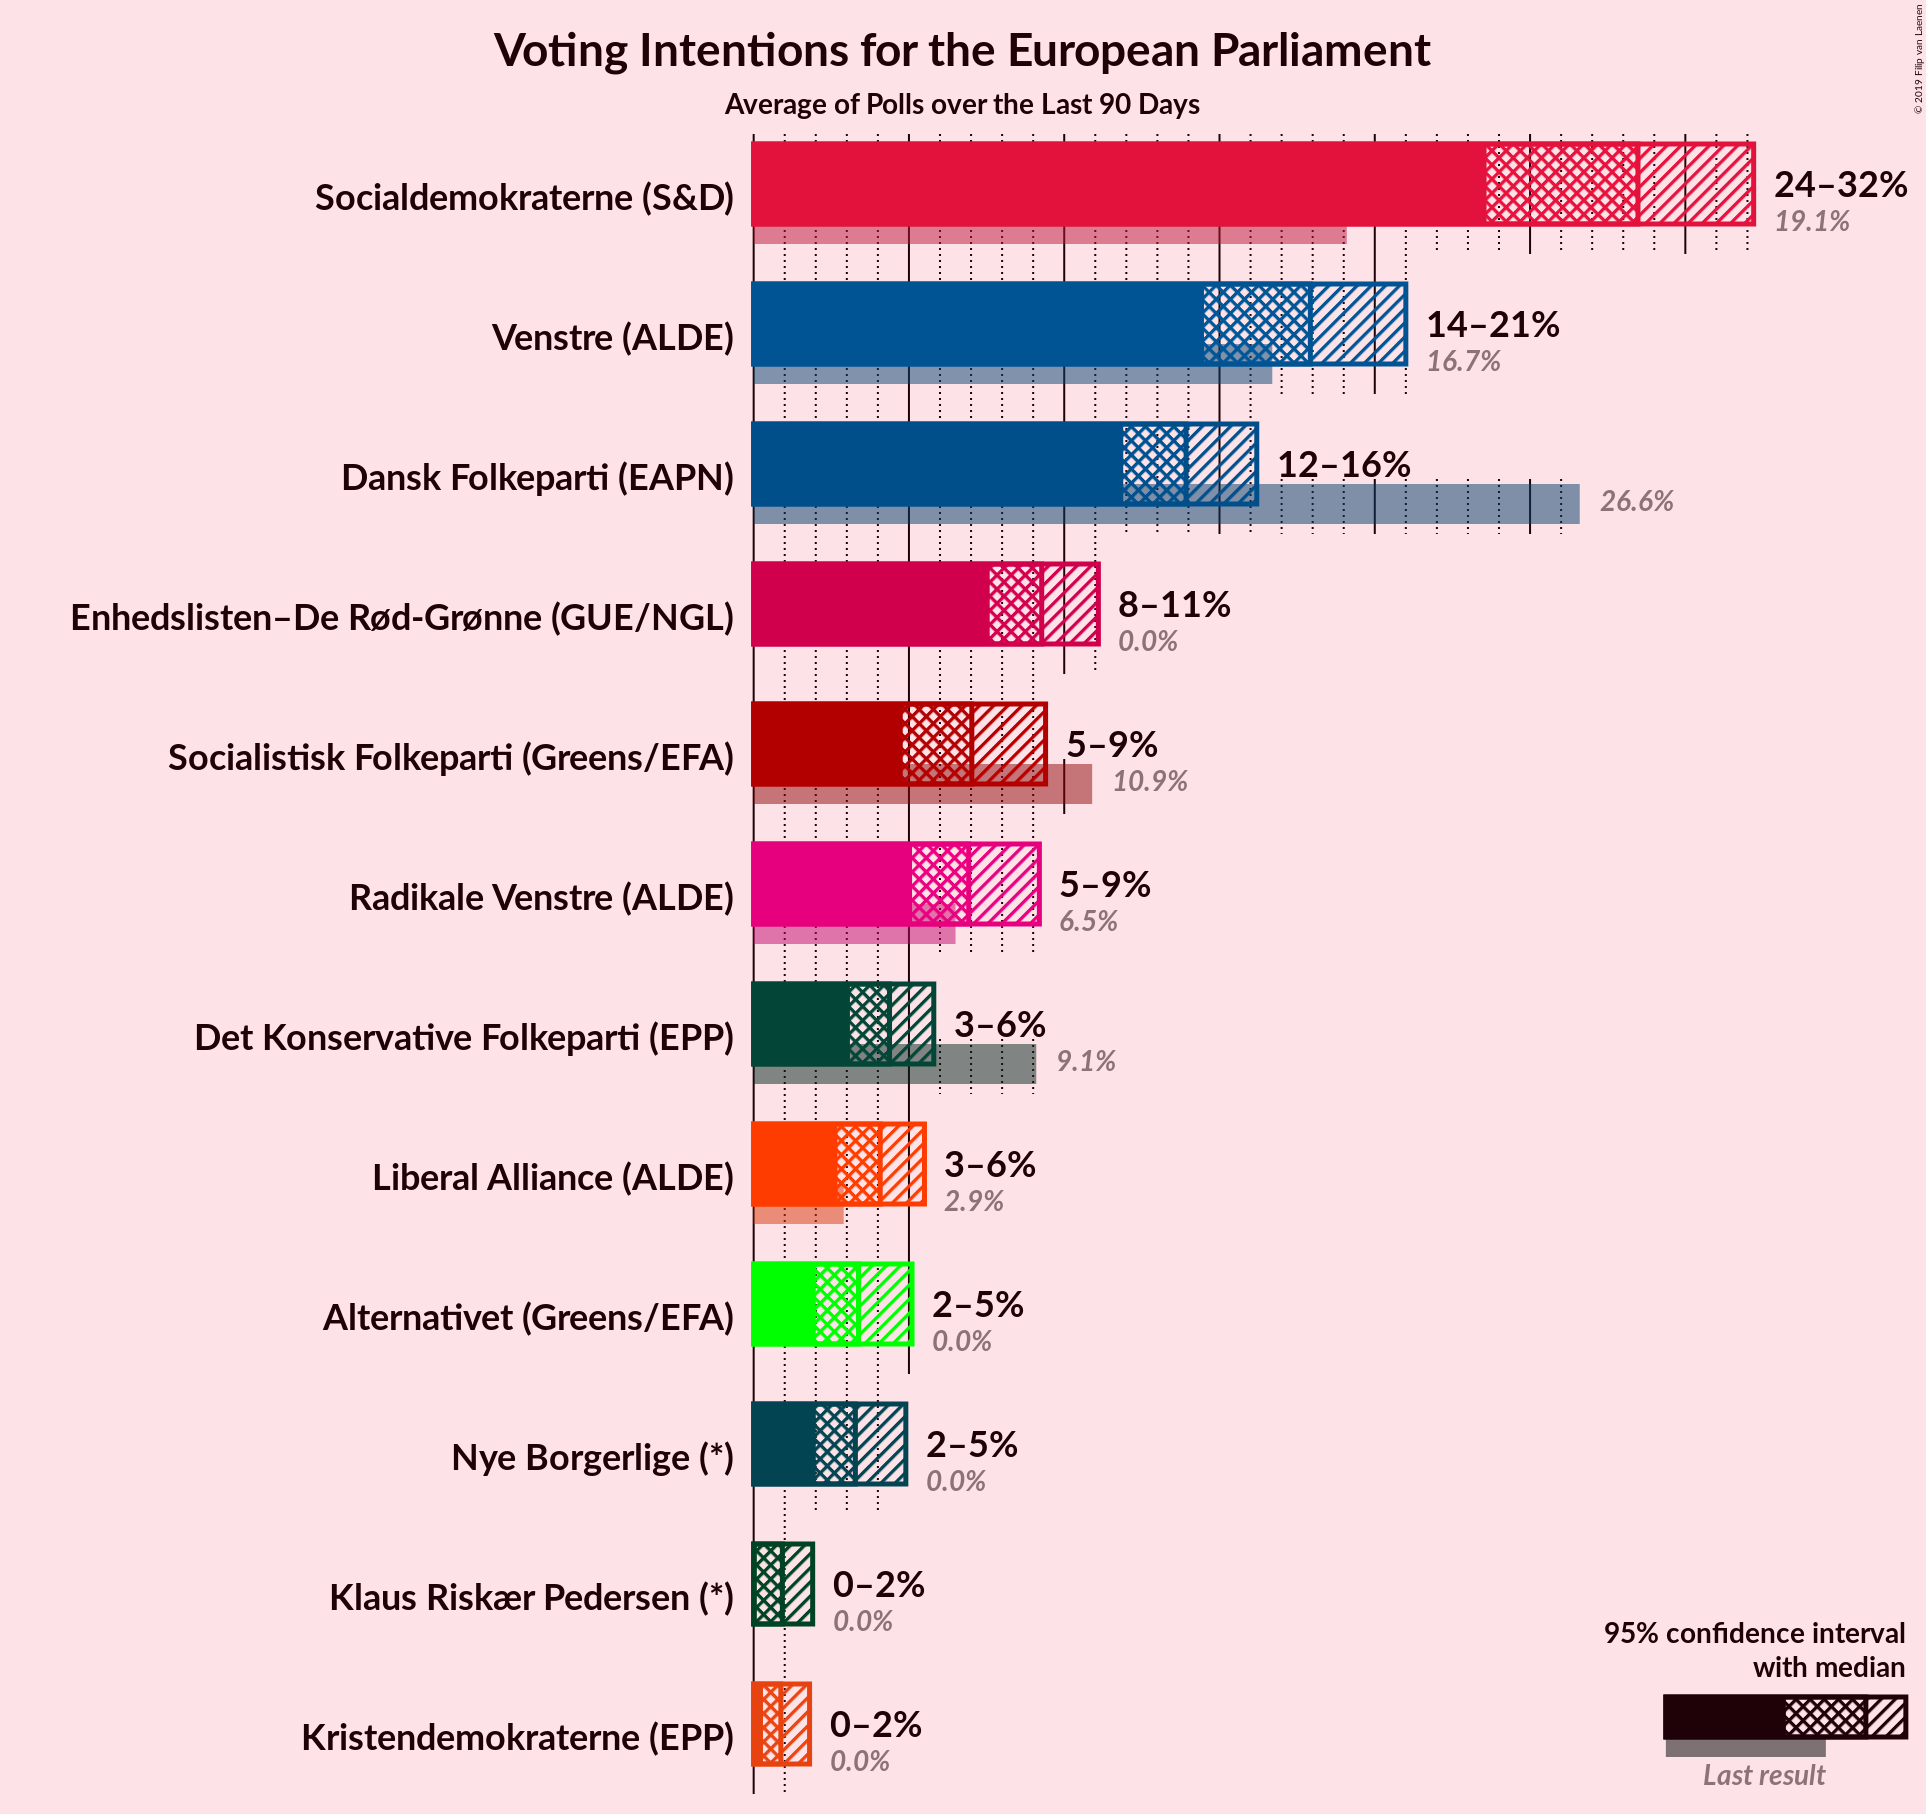 Voting Intentions for the European Parliament
Average of Polls over the Last 90 Days
© 2019 Filip van Laenen
Socialdemokraterne (S&D)
24–32%
19.1%
Venstre (ALDE)
14–21%
16.7%
Dansk Folkeparti (EAPN)
12–16%
26.6%
Enhedslisten–De Rød-Grønne (GUE/NGL)
8–11%
0.0%
Socialistisk Folkeparti (Greens/EFA)
5–9%
10.9%
Radikale Venstre (ALDE)
5–9%
6.5%
Det Konservative Folkeparti (EPP)
3–6%
9.1%
Liberal Alliance (ALDE)
3–6%
2.9%
Alternativet (Greens/EFA)
2–5%
0.0%
Nye Borgerlige (*)
2–5%
0.0%
Klaus Riskær Pedersen (*)
0–2%
0.0%
Kristendemokraterne (EPP)
0–2%
0.0%
95% confidence interval
with median
Last result